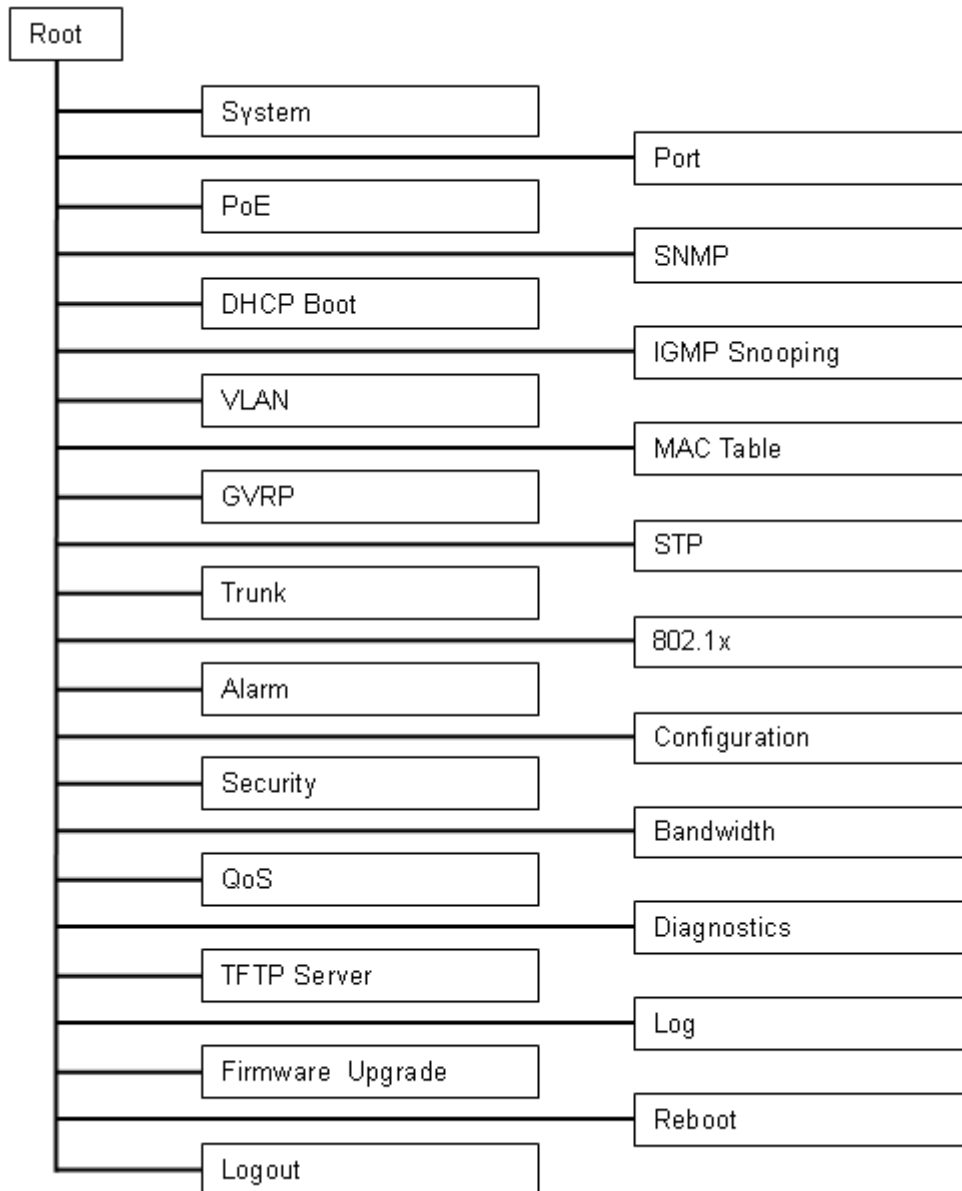 Root
System
Port
PoE
SNMP
DHCP Boot
IGMP Snooping
VLAN
MAC Table
GVRP
STP
Trunk
802.1x
Alarm
Configuration
Security
Bandwidth
QoS
Diagnostics
TFTP Server
Log
Firmware  Upgrade
Reboot
Logout